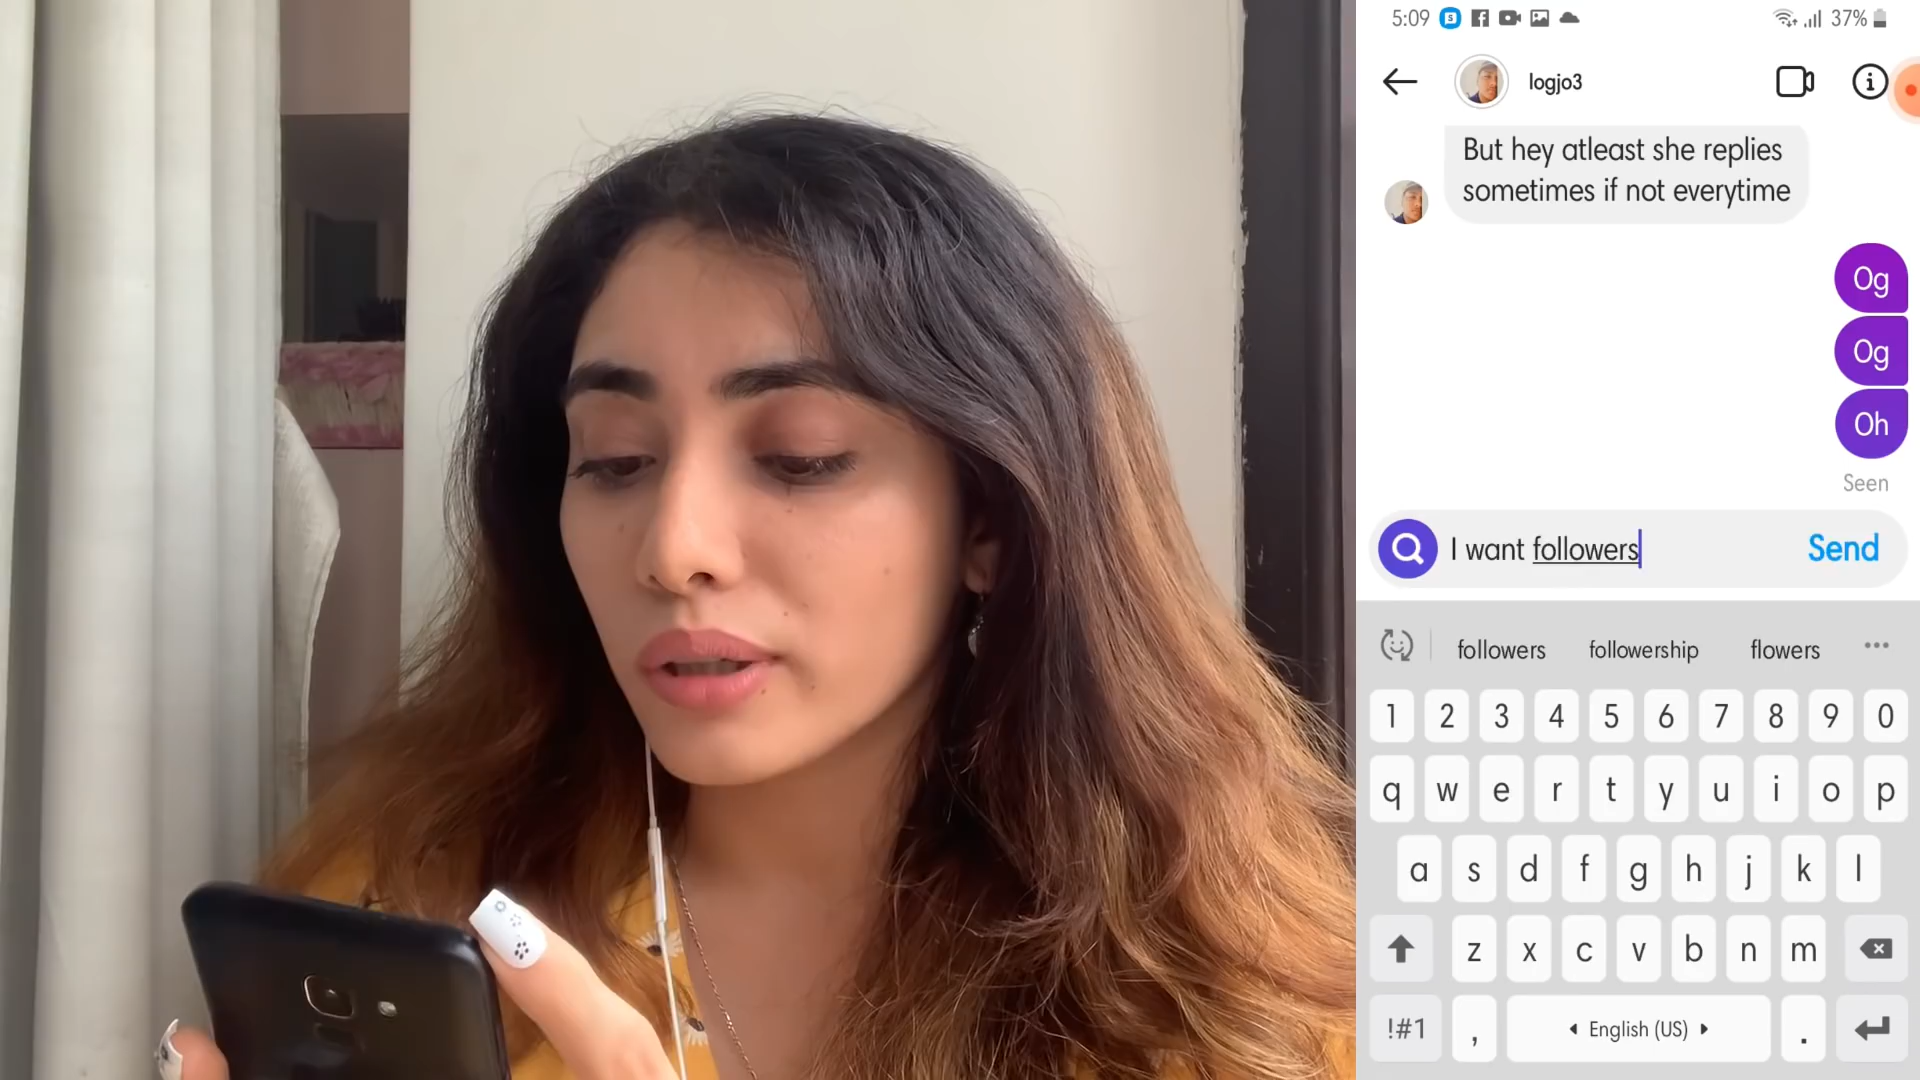 5:09
37%
logjo3
But hey atleast she replies
sometimes if not everytime
Og
Og
Oh
Seen
I want followers
Send
followers followership flowers
1 2 3 4 5 6 7 8 9 0
q w e r t y u i o p
a s d f g h j k l
z x c v b n m
!#1 , English (US) .